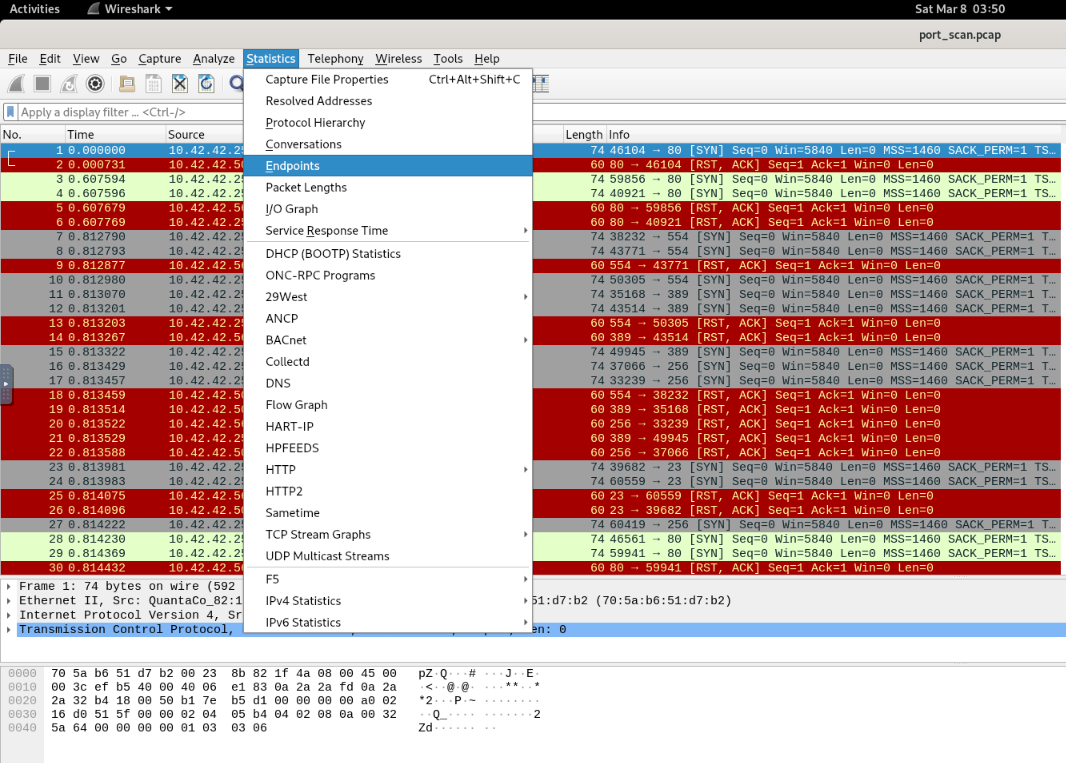 Activities Wireshark Sat Mar 8 03:50
port_scan.pcap
File Edit View Go Capture Analyze Statistics Telephony Wireless Tools Help
Apply a display filter ... <Ctrl-/>
Capture File Properties Ctrl+Alt+Shift+C
Resolved Addresses
Protocol Hierarchy
Conversations
Endpoints
Packet Lengths
I/O Graph
Service Response Time
DHCP (BOOTP) Statistics
ONC-RPC Programs
29West
ANCP
BACnet
Collectd
DNS
Flow Graph
HART-IP
HPFEEDS
HTTP
HTTP2
Sametime
TCP Stream Graphs
UDP Multicast Streams
F5
IPv4 Statistics
IPv6 Statistics
No. Time Source Length Info
1 0.000000 10.42.42.25 74 46104 → 80 [SYN] Seq=0 Win=5840 Len=0 MSS=1460 SACK_PERM=1 TS…
2 0.000731 10.42.42.50 60 80 → 46104 [RST, ACK] Seq=1 Ack=1 Win=0 Len=0
3 0.607594 10.42.42.25 74 59856 → 80 [SYN] Seq=0 Win=5840 Len=0 MSS=1460 SACK_PERM=1 TS…
4 0.607596 10.42.42.25 74 40921 → 80 [SYN] Seq=0 Win=5840 Len=0 MSS=1460 SACK_PERM=1 TS…
5 0.607679 10.42.42.50 60 80 → 59856 [RST, ACK] Seq=1 Ack=1 Win=0 Len=0
6 0.607769 10.42.42.50 60 80 → 40921 [RST, ACK] Seq=1 Ack=1 Win=0 Len=0
7 0.812790 10.42.42.25 74 38232 → 554 [SYN] Seq=0 Win=5840 Len=0 MSS=1460 SACK_PERM=1 T…
8 0.812793 10.42.42.25 74 43771 → 554 [SYN] Seq=0 Win=5840 Len=0 MSS=1460 SACK_PERM=1 T…
9 0.812877 10.42.42.50 60 554 → 43771 [RST, ACK] Seq=1 Ack=1 Win=0 Len=0
10 0.812980 10.42.42.25 74 50305 → 554 [SYN] Seq=0 Win=5840 Len=0 MSS=1460 SACK_PERM=1 T…
11 0.813070 10.42.42.25 74 35168 → 389 [SYN] Seq=0 Win=5840 Len=0 MSS=1460 SACK_PERM=1 T…
12 0.813201 10.42.42.25 74 43514 → 389 [SYN] Seq=0 Win=5840 Len=0 MSS=1460 SACK_PERM=1 T…
13 0.813203 10.42.42.50 60 554 → 50305 [RST, ACK] Seq=1 Ack=1 Win=0 Len=0
14 0.813267 10.42.42.50 60 389 → 43514 [RST, ACK] Seq=1 Ack=1 Win=0 Len=0
15 0.813322 10.42.42.25 74 49945 → 389 [SYN] Seq=0 Win=5840 Len=0 MSS=1460 SACK_PERM=1 T…
16 0.813429 10.42.42.25 74 37066 → 256 [SYN] Seq=0 Win=5840 Len=0 MSS=1460 SACK_PERM=1 T…
17 0.813457 10.42.42.25 74 33239 → 256 [SYN] Seq=0 Win=5840 Len=0 MSS=1460 SACK_PERM=1 T…
18 0.813459 10.42.42.50 60 554 → 38232 [RST, ACK] Seq=1 Ack=1 Win=0 Len=0
19 0.813514 10.42.42.50 60 389 → 35168 [RST, ACK] Seq=1 Ack=1 Win=0 Len=0
20 0.813522 10.42.42.50 60 256 → 33239 [RST, ACK] Seq=1 Ack=1 Win=0 Len=0
21 0.813529 10.42.42.50 60 389 → 49945 [RST, ACK] Seq=1 Ack=1 Win=0 Len=0
22 0.813588 10.42.42.50 60 256 → 37066 [RST, ACK] Seq=1 Ack=1 Win=0 Len=0
23 0.813981 10.42.42.25 74 39682 → 23 [SYN] Seq=0 Win=5840 Len=0 MSS=1460 SACK_PERM=1 TS…
24 0.813983 10.42.42.25 74 60559 → 23 [SYN] Seq=0 Win=5840 Len=0 MSS=1460 SACK_PERM=1 TS…
25 0.814075 10.42.42.50 60 23 → 60559 [RST, ACK] Seq=1 Ack=1 Win=0 Len=0
26 0.814096 10.42.42.50 60 23 → 39682 [RST, ACK] Seq=1 Ack=1 Win=0 Len=0
27 0.814222 10.42.42.25 74 60419 → 256 [SYN] Seq=0 Win=5840 Len=0 MSS=1460 SACK_PERM=1 T…
28 0.814230 10.42.42.25 74 46561 → 80 [SYN] Seq=0 Win=5840 Len=0 MSS=1460 SACK_PERM=1 TS…
29 0.814369 10.42.42.25 74 59941 → 80 [SYN] Seq=0 Win=5840 Len=0 MSS=1460 SACK_PERM=1 TS…
30 0.814432 10.42.42.50 60 80 → 59941 [RST, ACK] Seq=1 Ack=1 Win=0 Len=0
Frame 1: 74 bytes on wire (592
Ethernet II, Src: QuantaCo_82:1 51:d7:b2 (70:5a:b6:51:d7:b2)
Internet Protocol Version 4, Sr
Transmission Control Protocol, en: 0
0000 70 5a b6 51 d7 b2 00 23 8b 82 1f 4a 08 00 45 00 pZ·Q···# ···J··E·
0010 00 3c ef b5 40 00 40 06 e1 83 0a 2a 2a fd 0a 2a ·<··@·@· ···**··*
0020 2a 32 b4 18 00 50 b1 7e b5 d1 00 00 00 00 a0 02 *2···P·~ ········
0030 16 d0 51 5f 00 00 02 04 05 b4 04 02 08 0a 00 32 ··Q_···· ·······2
0040 5a 64 00 00 00 00 01 03 03 06 Zd······ ··